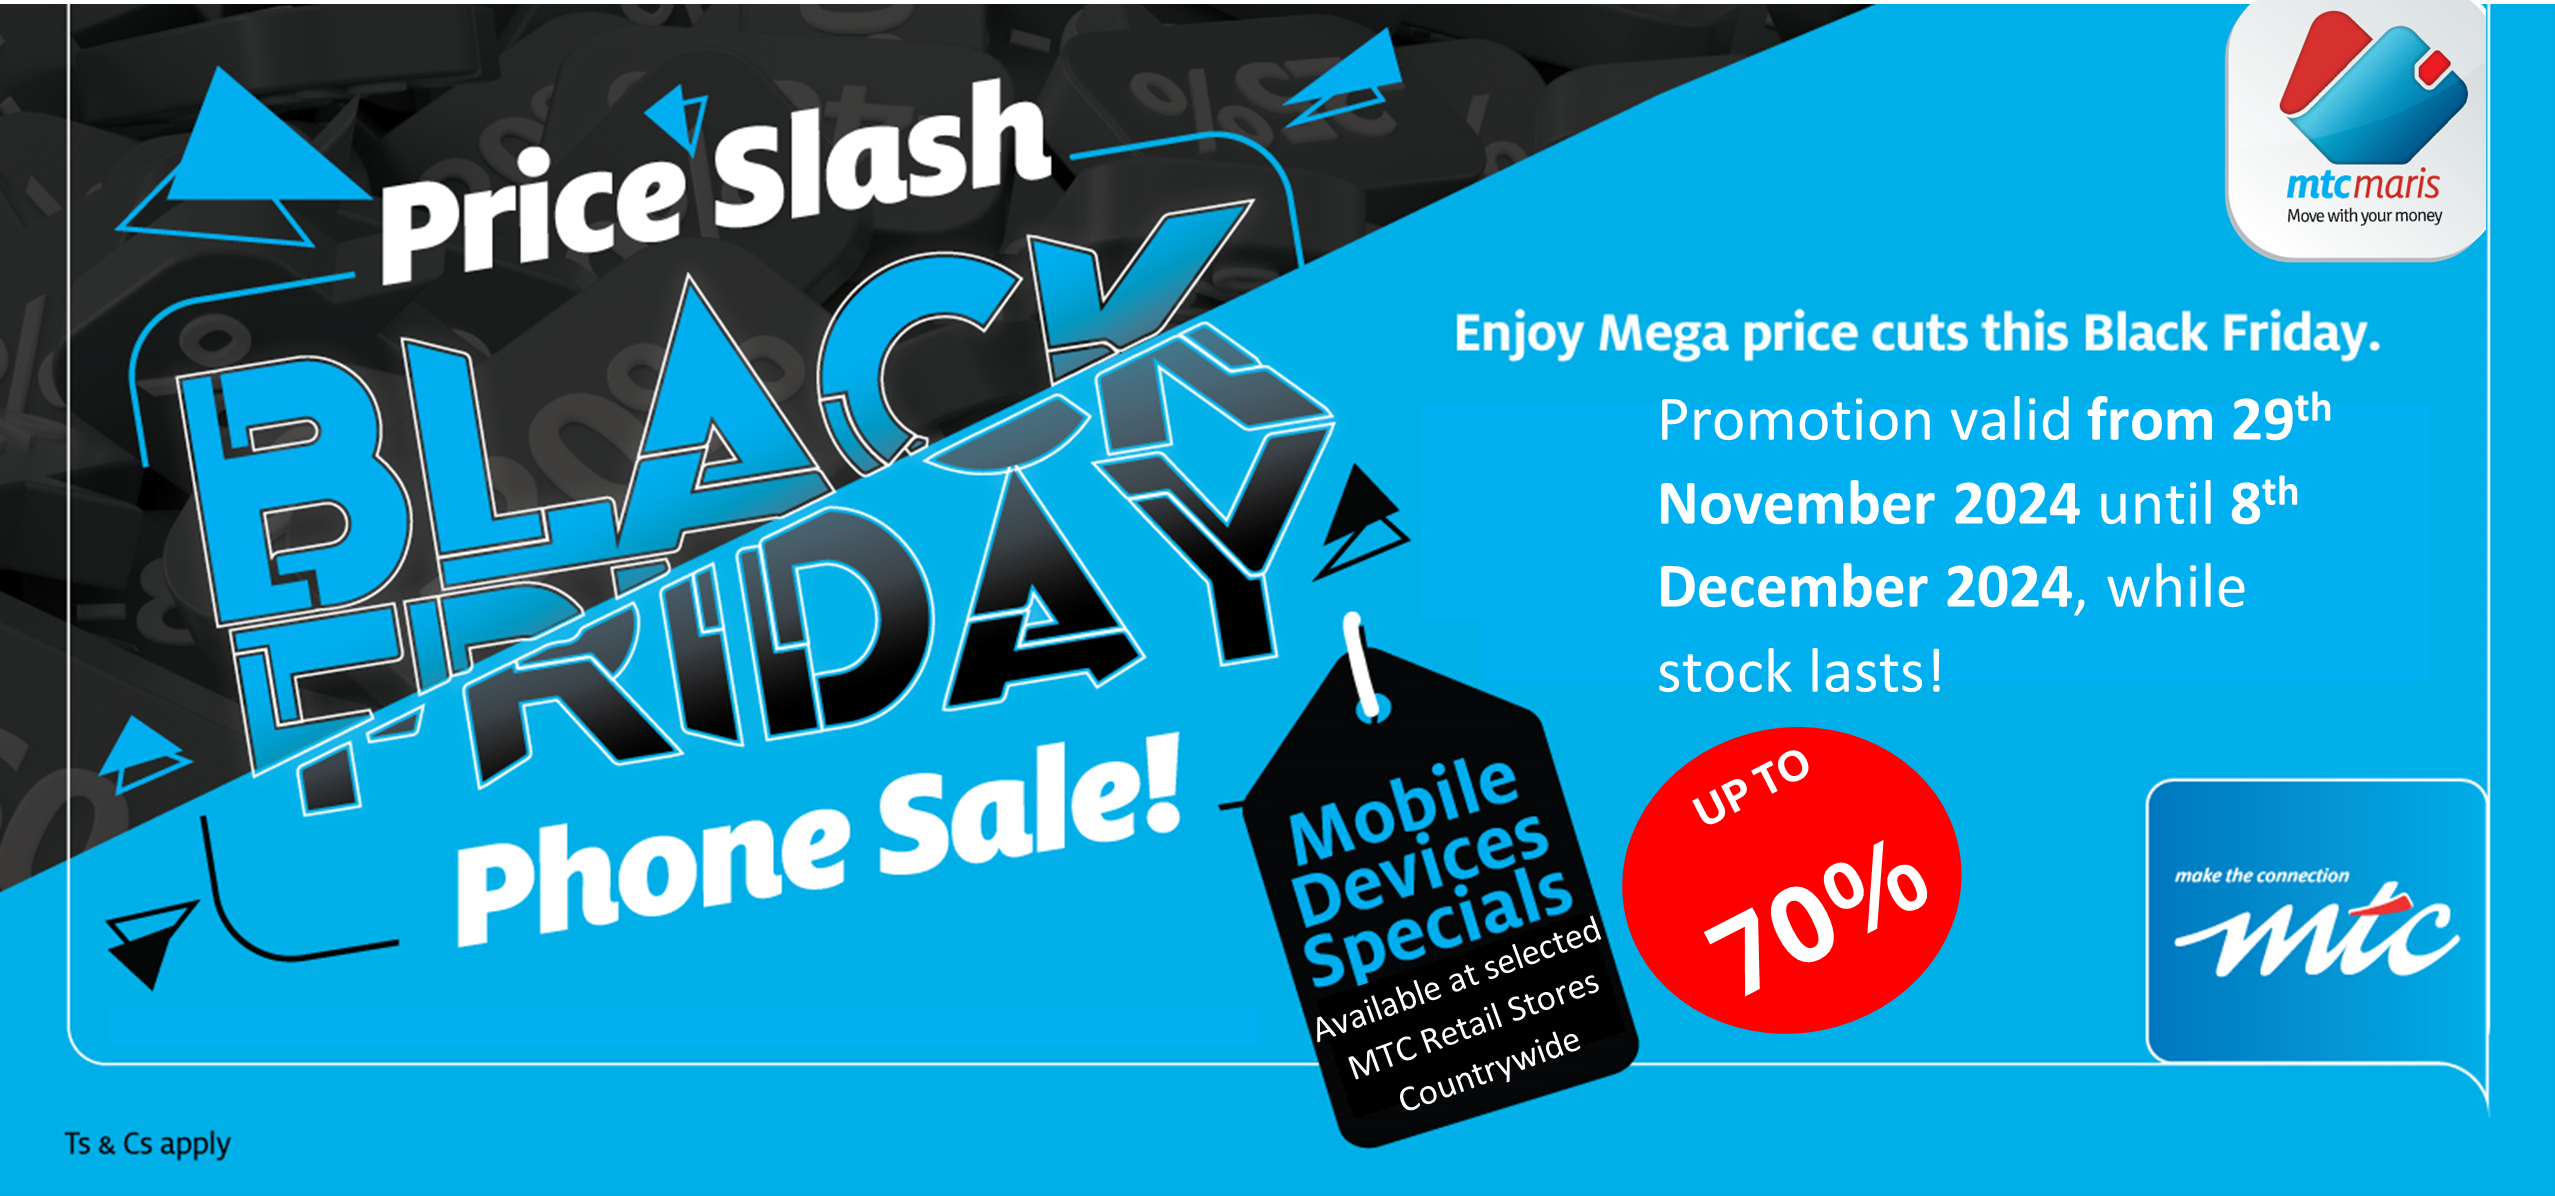 Price Slash
BLACK
FRIDAY
Phone Sale!
mtcmaris
Move with your money
Enjoy Mega price cuts this Black Friday.
Promotion valid from 29th
November 2024 until 8th
December 2024, while
stock lasts!
Mobile
Devices
Specials
Available at selected
MTC Retail Stores
Countrywide
UP TO
70%
make the connection
mtc
Ts & Cs apply